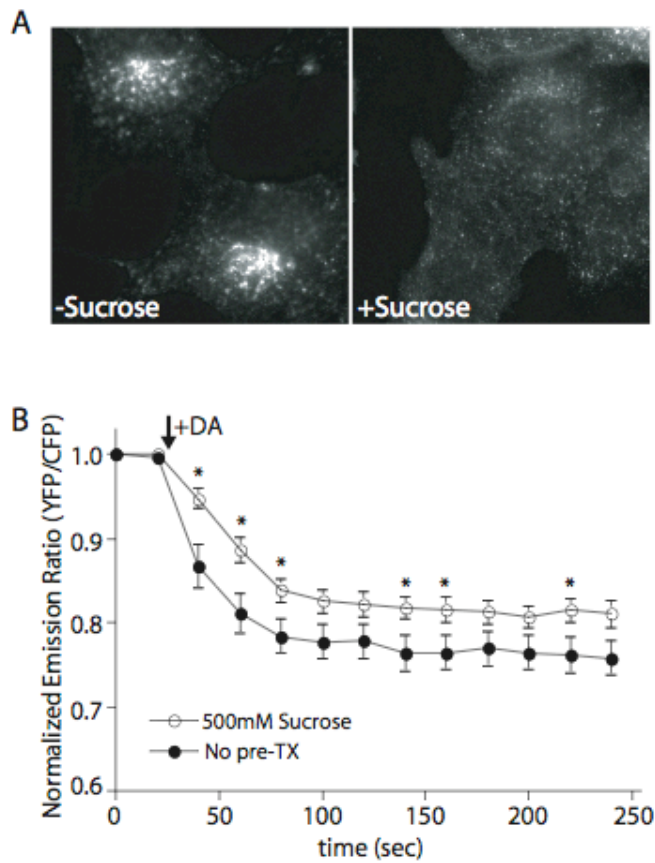 A
-Sucrose
+Sucrose
B
+DA
Normalized Emission Ratio (YFP/CFP)
1.0
0.9
0.8
0.7
0.6
* * * * * *
500mM Sucrose
No pre-TX
0 50 100 150 200 250
time (sec)